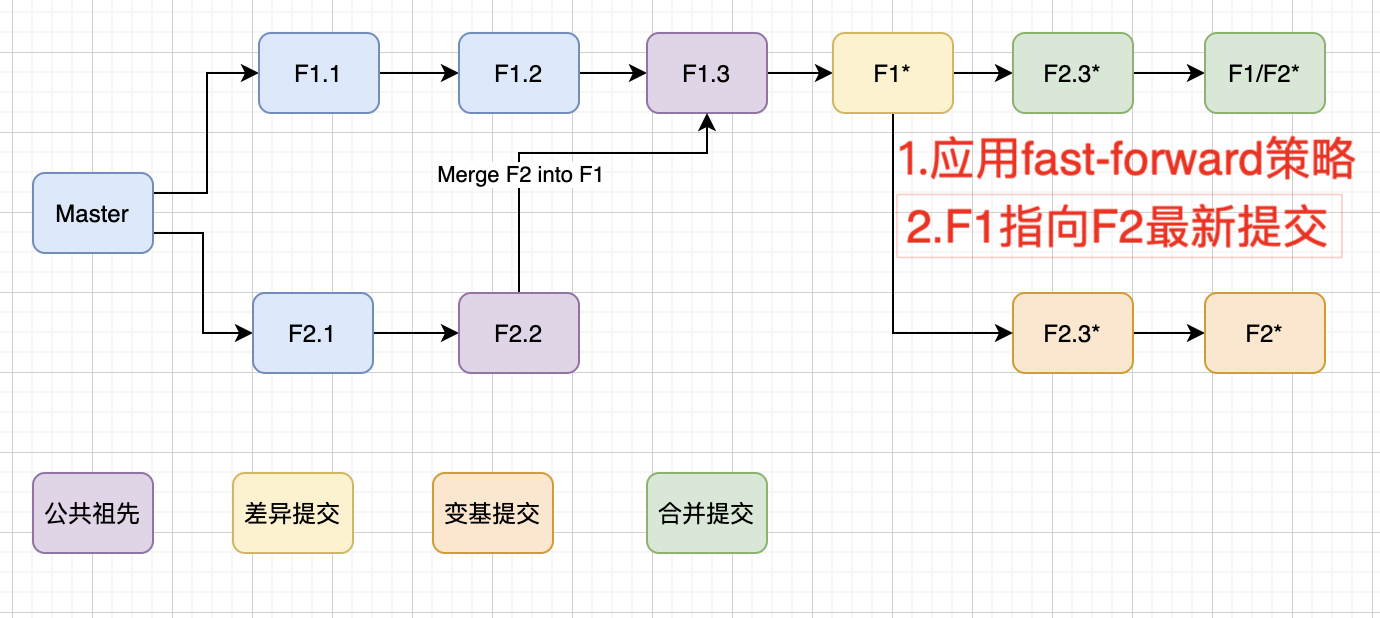 F1.1
F1.2
F1.3
F1*
F2.3*
F1/F2*
1.应用fast-forward策略
Merge F2 into F1
Master
2.F1指向F2最新提交
F2.1
F2.2
F2.3*
F2*
公共祖先
差异提交
变基提交
合并提交